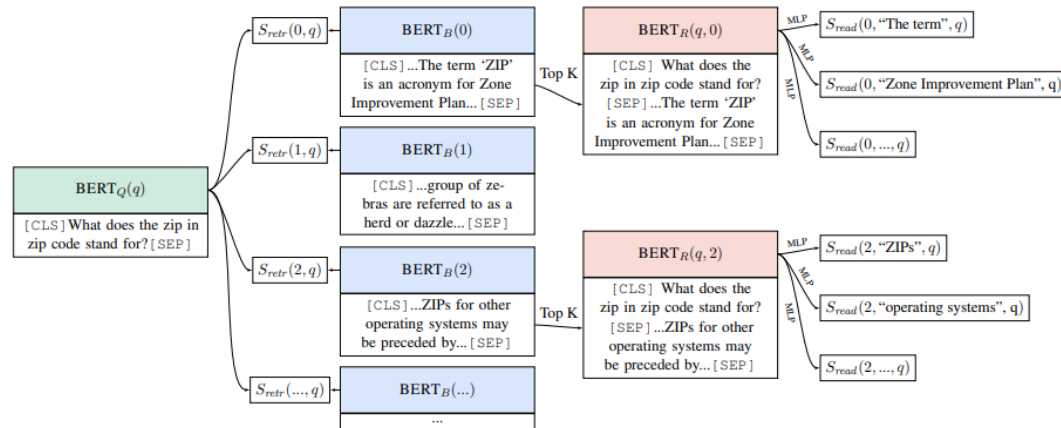 BERT_Q(q)
[CLS]What does the zip in
zip code stand for?[SEP]
S_retr(0, q)
S_retr(1, q)
S_retr(2, q)
S_retr(..., q)
BERT_B(0)
[CLS]...The term ‘ZIP’
is an acronym for Zone
Improvement Plan...[SEP]
BERT_B(1)
[CLS]...group of ze-
bras are referred to as a
herd or dazzle...[SEP]
BERT_B(2)
[CLS]...ZIPs for other
operating systems may
be preceded by...[SEP]
BERT_B(...)
...
Top K
Top K
BERT_R(q, 0)
[CLS] What does the
zip in zip code stand for?
[SEP]...The term ‘ZIP’
is an acronym for Zone
Improvement Plan...[SEP]
BERT_R(q, 2)
[CLS] What does the
zip in zip code stand for?
[SEP]...ZIPs for other
operating systems may
be preceded by...[SEP]
MLP
MLP
MLP
S_read(0, “The term”, q)
S_read(0, “Zone Improvement Plan”, q)
S_read(0, ..., q)
MLP
MLP
MLP
S_read(2, “ZIPs”, q)
S_read(2, “operating systems”, q)
S_read(2, ..., q)